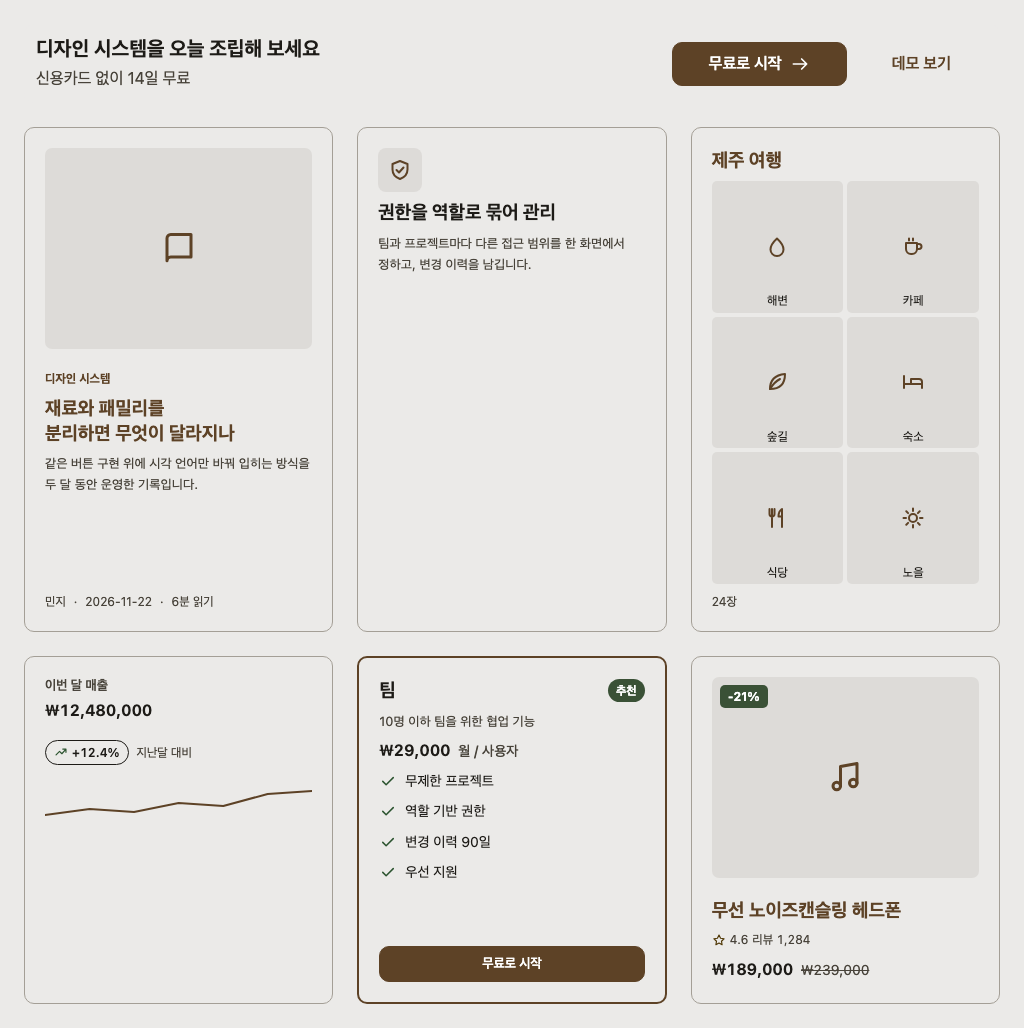 디자인 시스템을 오늘 조립해 보세요
신용카드 없이 14일 무료
무료로 시작
데모 보기
디자인 시스템
재료와 패밀리를
분리하면 무엇이 달라지나
같은 버튼 구현 위에 시각 언어만 바꿔 입히는 방식을
두 달 동안 운영한 기록입니다.
민지 · 2026-11-22 · 6분 읽기
권한을 역할로 묶어 관리
팀과 프로젝트마다 다른 접근 범위를 한 화면에서
정하고, 변경 이력을 남깁니다.
제주 여행
해변
카페
숲길
숙소
식당
노을
24장
이번 달 매출
₩12,480,000
+12.4% 지난달 대비
팀
추천
10명 이하 팀을 위한 협업 기능
₩29,000 월 / 사용자
무제한 프로젝트
역할 기반 권한
변경 이력 90일
우선 지원
무료로 시작
-21%
무선 노이즈캔슬링 헤드폰
4.6 리뷰 1,284
₩189,000 ₩239,000